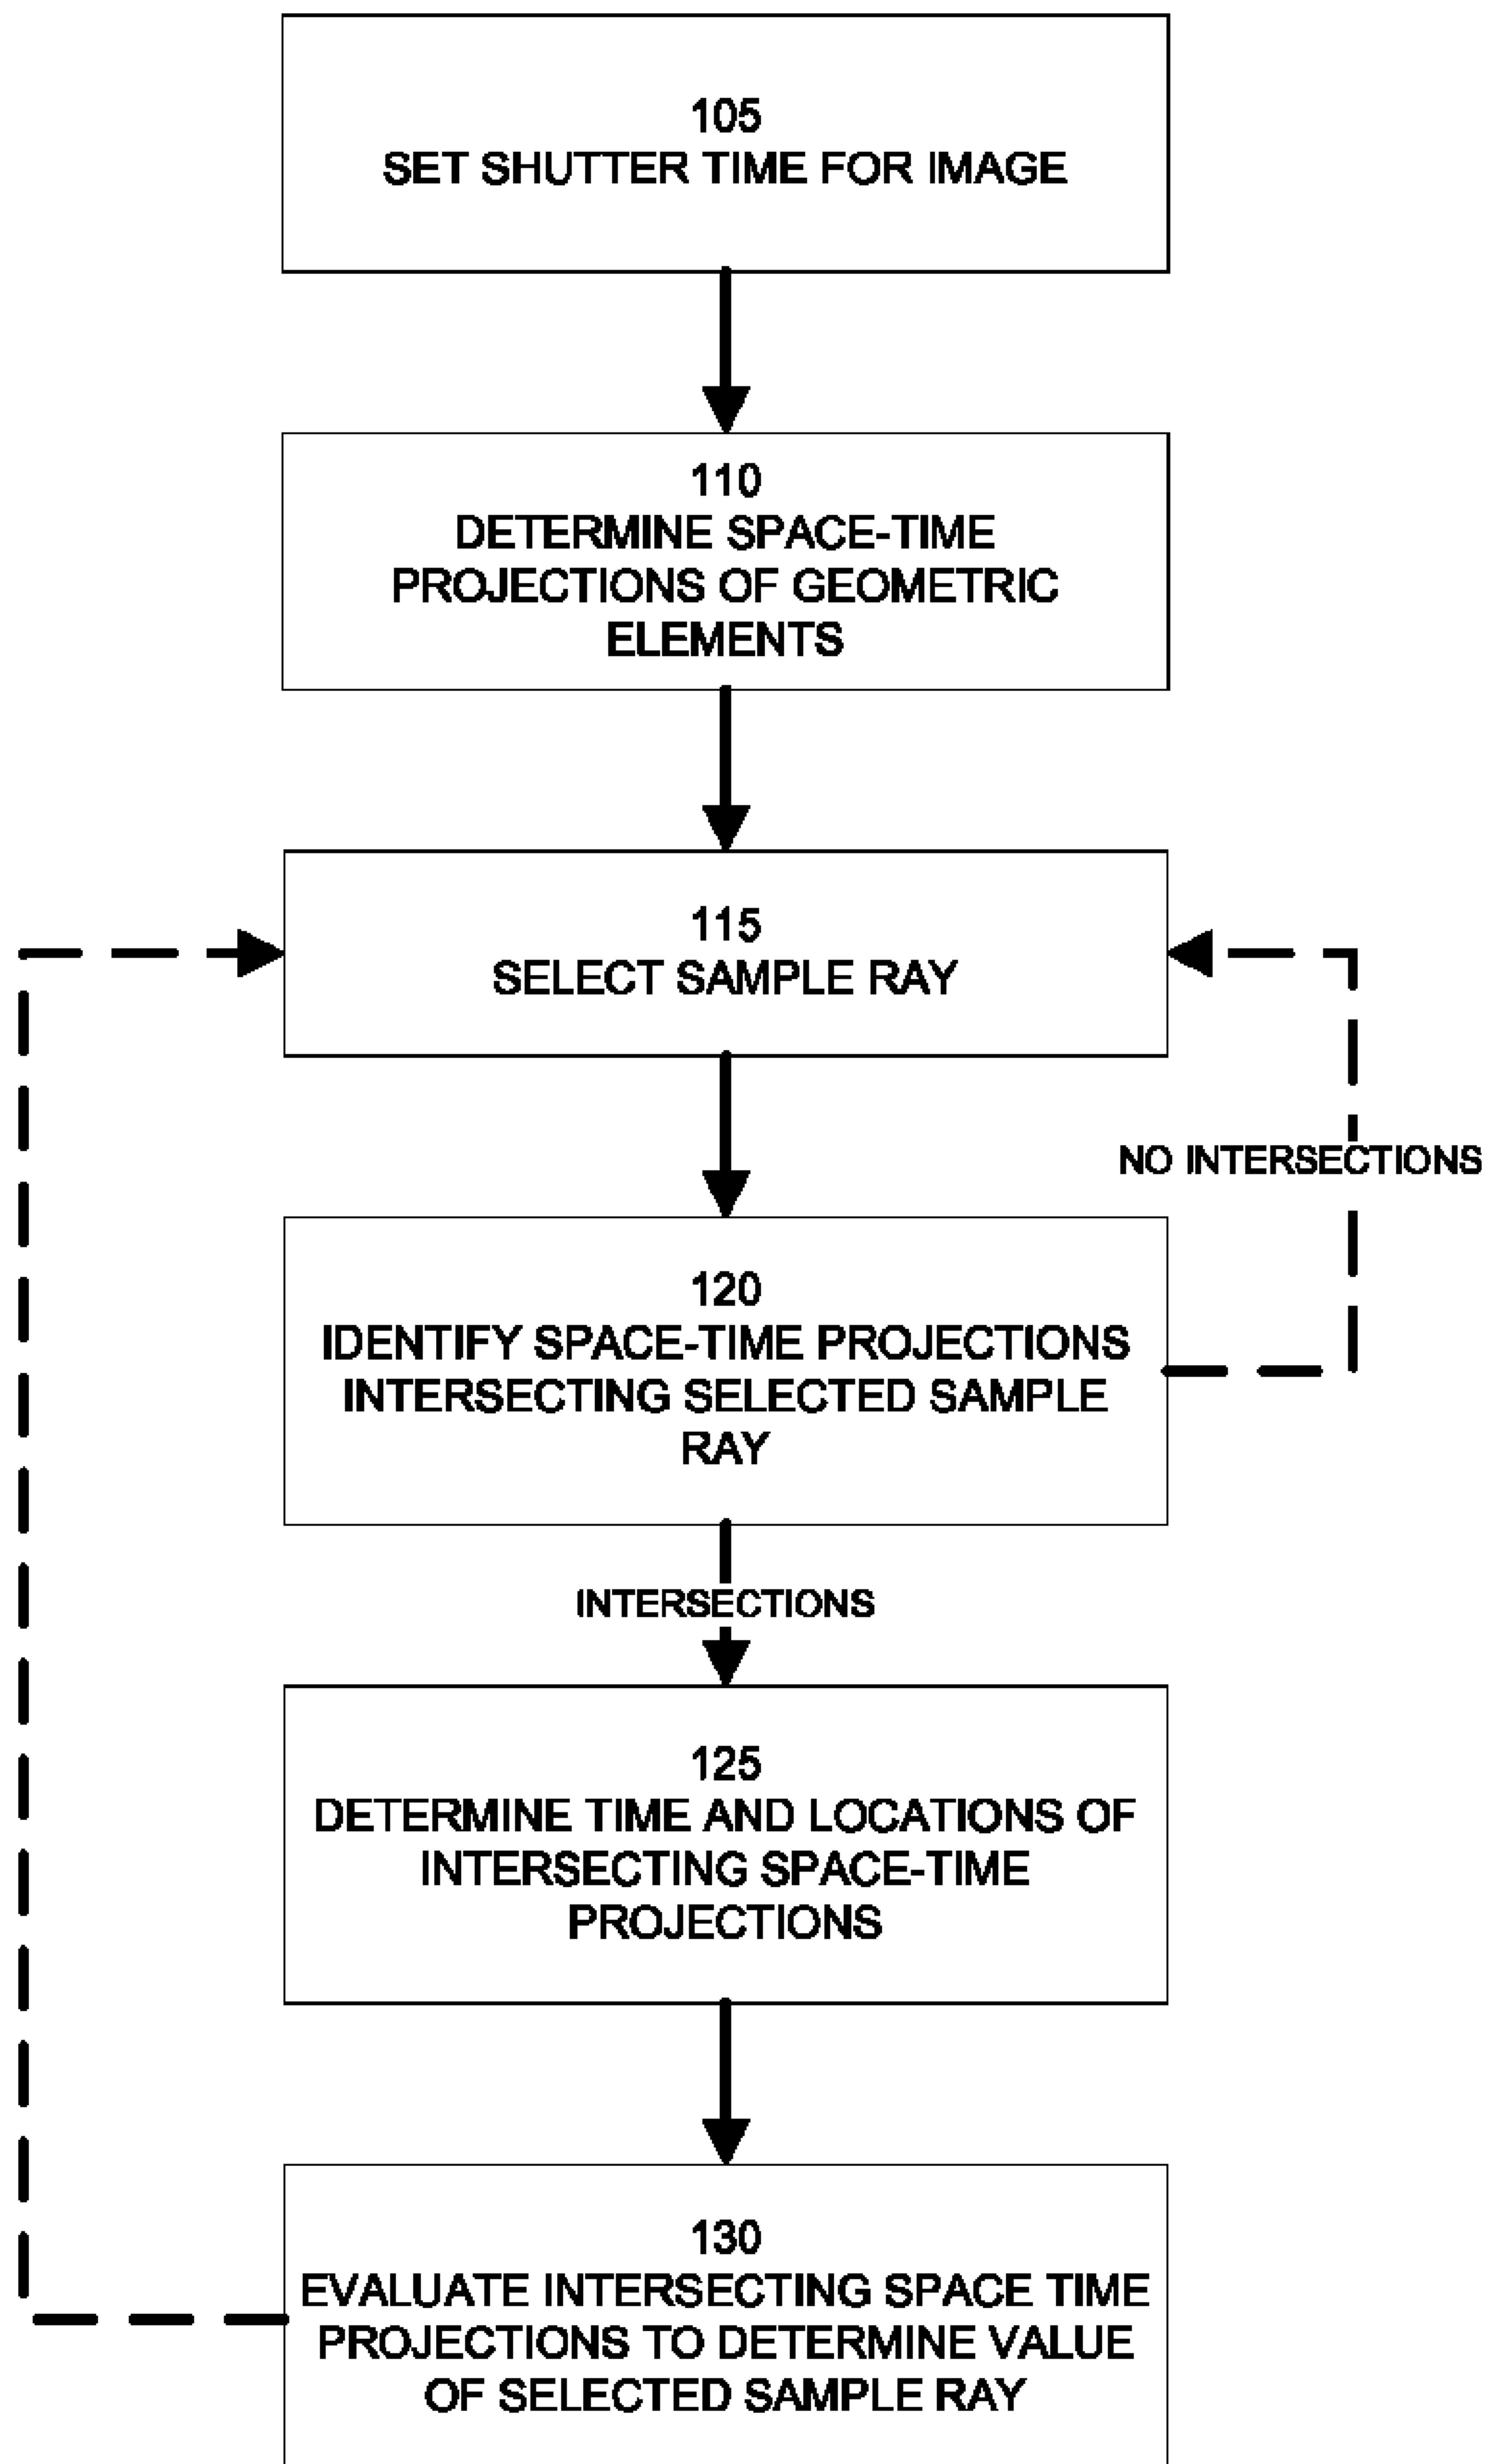 105
SET SHUTTER TIME FOR IMAGE
110
DETERMINE SPACE-TIME
PROJECTIONS OF GEOMETRIC
ELEMENTS
115
SELECT SAMPLE RAY
NO INTERSECTIONS
120
IDENTIFY SPACE-TIME PROJECTIONS
INTERSECTING SELECTED SAMPLE
RAY
INTERSECTIONS
125
DETERMINE TIME AND LOCATIONS OF
INTERSECTING SPACE-TIME
PROJECTIONS
130
EVALUATE INTERSECTING SPACE TIME
PROJECTIONS TO DETERMINE VALUE
OF SELECTED SAMPLE RAY